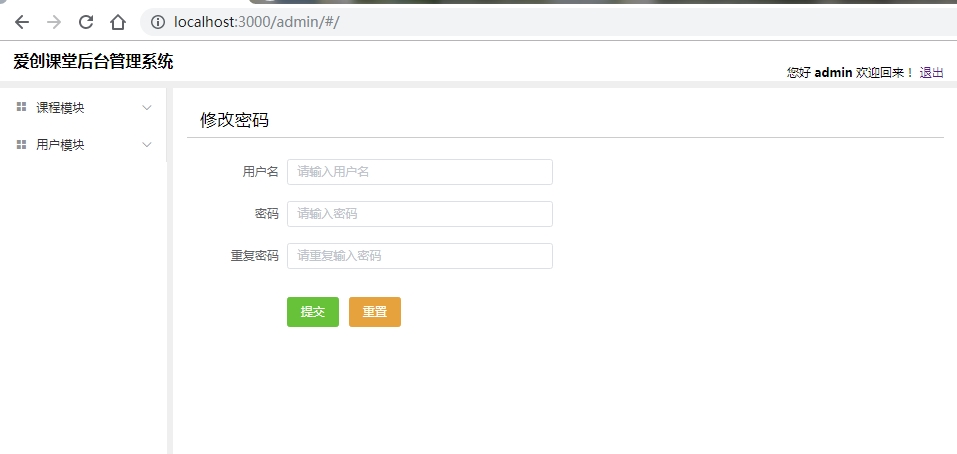 localhost:3000/admin/#/
爱创课堂后台管理系统
您好 admin 欢迎回来！ 退出
课程模块
用户模块
修改密码
用户名 请输入用户名
密码 请输入密码
重复密码 请重复输入密码
提交 重置